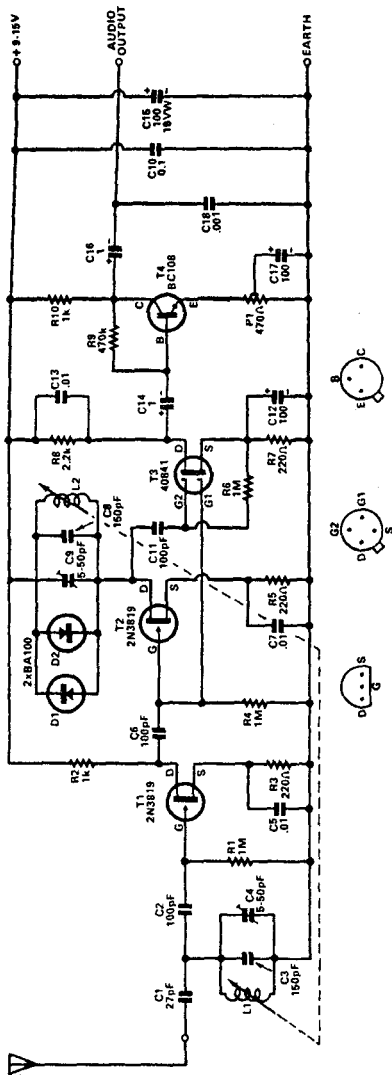 + 9-15V
AUDIO
OUTPUT
EARTH
C15
100
18VW
C10
0.1
C18
.001
C16
1
+
-
R10
1k
R9
470k
T4
BC108
C
B
E
P1
470Ω
C17
100
C13
.01
R8
2.2k
C14
1
T3
40841
D
G2
G1
S
R6
1M
C12
100
R7
220Ω
L2
C8
150pF
C9
5-50pF
2xBA100
D2
D1
C11
100pF
T2
2N3819
D
G
S
R5
220Ω
C7
.01
C6
100pF
R4
1M
R2
1k
T1
2N3819
D
G
S
R3
220Ω
C5
.01
R1
1M
C2
100pF
C4
5-50pF
C3
150pF
L1
C1
27pF
D
S
G
G2
D
G1
S
B
E
C